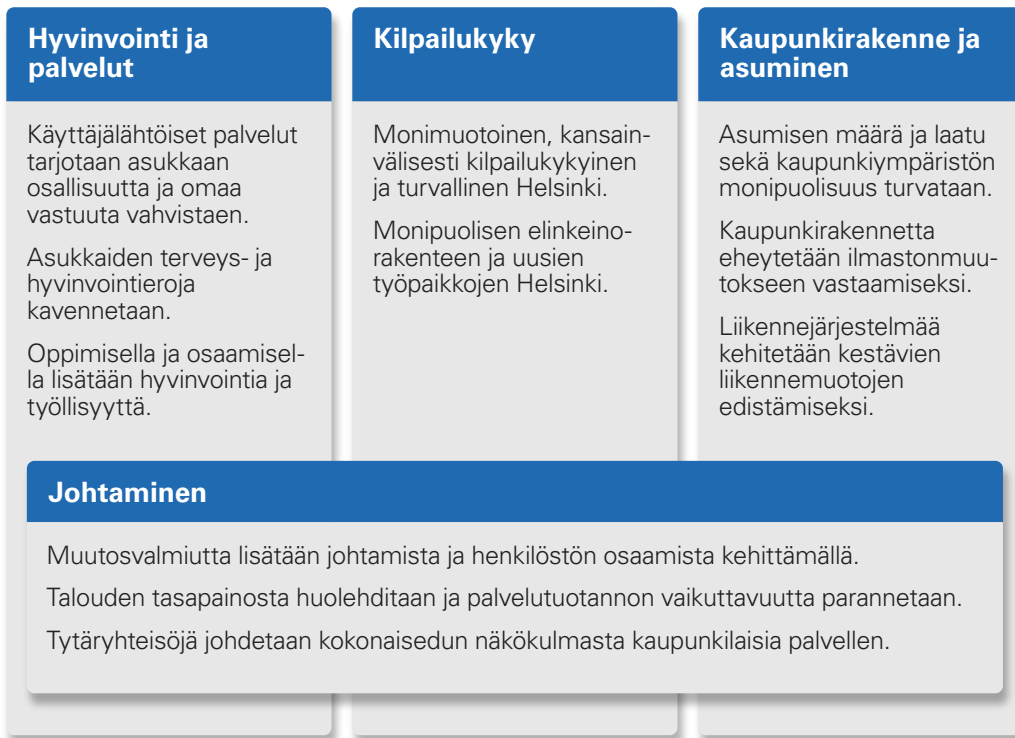 Hyvinvointi ja
palvelut
Käyttäjälähtöiset palvelut
tarjotaan asukkaan
osallisuutta ja omaa
vastuuta vahvistaen.
Asukkaiden terveys- ja
hyvinvointieroja
kavennetaan.
Oppimisella ja osaamisel-
la lisätään hyvinvointia ja
työllisyyttä.
Kilpailukyky
Monimuotoinen, kansain-
välisesti kilpailukykyinen
ja turvallinen Helsinki.
Monipuolisen elinkeino-
rakenteen ja uusien
työpaikkojen Helsinki.
Kaupunkirakenne ja
asuminen
Asumisen määrä ja laatu
sekä kaupunkiympäristön
monipuolisuus turvataan.
Kaupunkirakennetta
eheytetään ilmastonmuu-
tokseen vastaamiseksi.
Liikennejärjestelmää
kehitetään kestävien
liikennemuotojen
edistämiseksi.
Johtaminen
Muutosvalmiutta lisätään johtamista ja henkilöstön osaamista kehittämällä.
Talouden tasapainosta huolehditaan ja palvelutuotannon vaikuttavuutta parannetaan.
Tytäryhteisöjä johdetaan kokonaisedun näkökulmasta kaupunkilaisia palvellen.